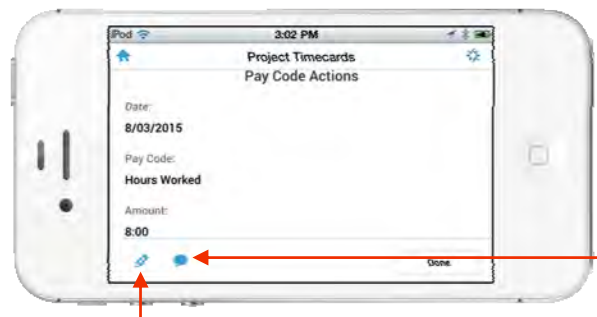 iPod 3:02 PM
Project Timecards
Pay Code Actions
Date:
8/03/2015
Pay Code:
Hours Worked
Amount:
8:00
Done